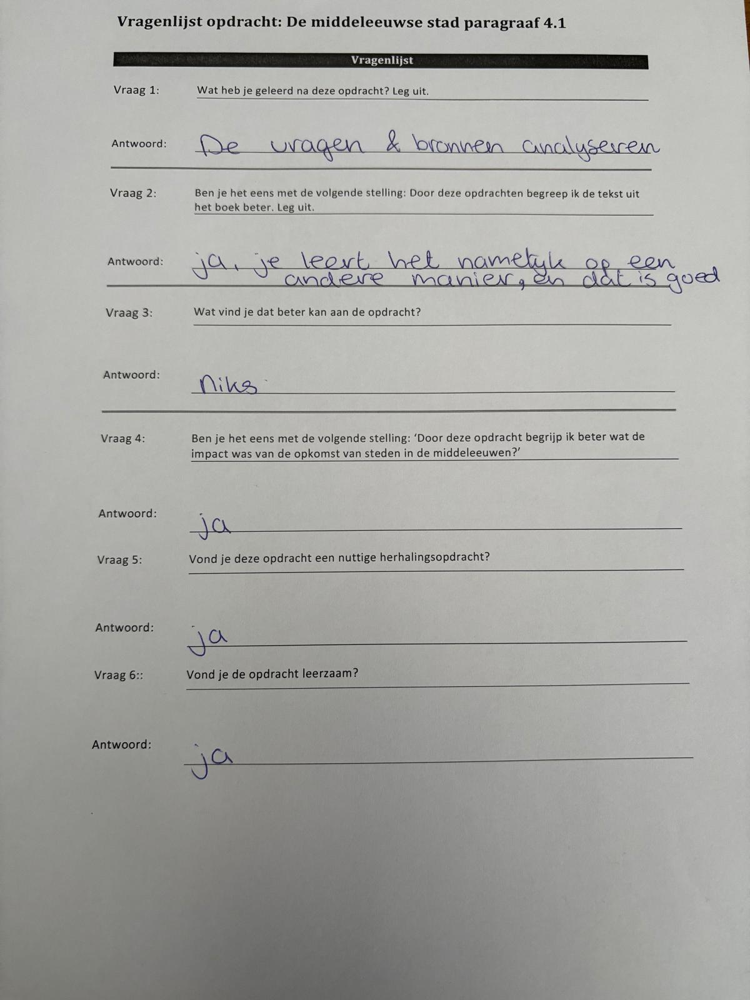 Vragenlijst opdracht: De middeleeuwse stad paragraaf 4.1
Vragenlijst
Vraag 1: Wat heb je geleerd na deze opdracht? Leg uit.
Antwoord: De vragen & bronnen analyseren
Vraag 2: Ben je het eens met de volgende stelling: Door deze opdrachten begreep ik de tekst uit
het boek beter. Leg uit.
Antwoord: ja, je leert het namelijk op een
andere manier, en dat is goed
Vraag 3: Wat vind je dat beter kan aan de opdracht?
Antwoord: niks
Vraag 4: Ben je het eens met de volgende stelling: ‘Door deze opdracht begrijp ik beter wat de
impact was van de opkomst van steden in de middeleeuwen?’
Antwoord: ja
Vraag 5: Vond je deze opdracht een nuttige herhalingsopdracht?
Antwoord: ja
Vraag 6:: Vond je de opdracht leerzaam?
Antwoord: ja